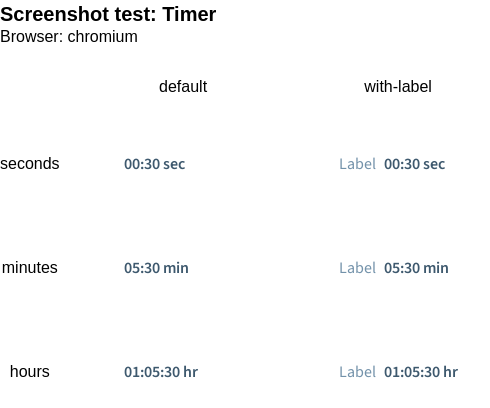 Screenshot test: Timer
Browser: chromium
default with-label
seconds 00:30 sec Label 00:30 sec
minutes 05:30 min Label 05:30 min
hours 01:05:30 hr Label 01:05:30 hr